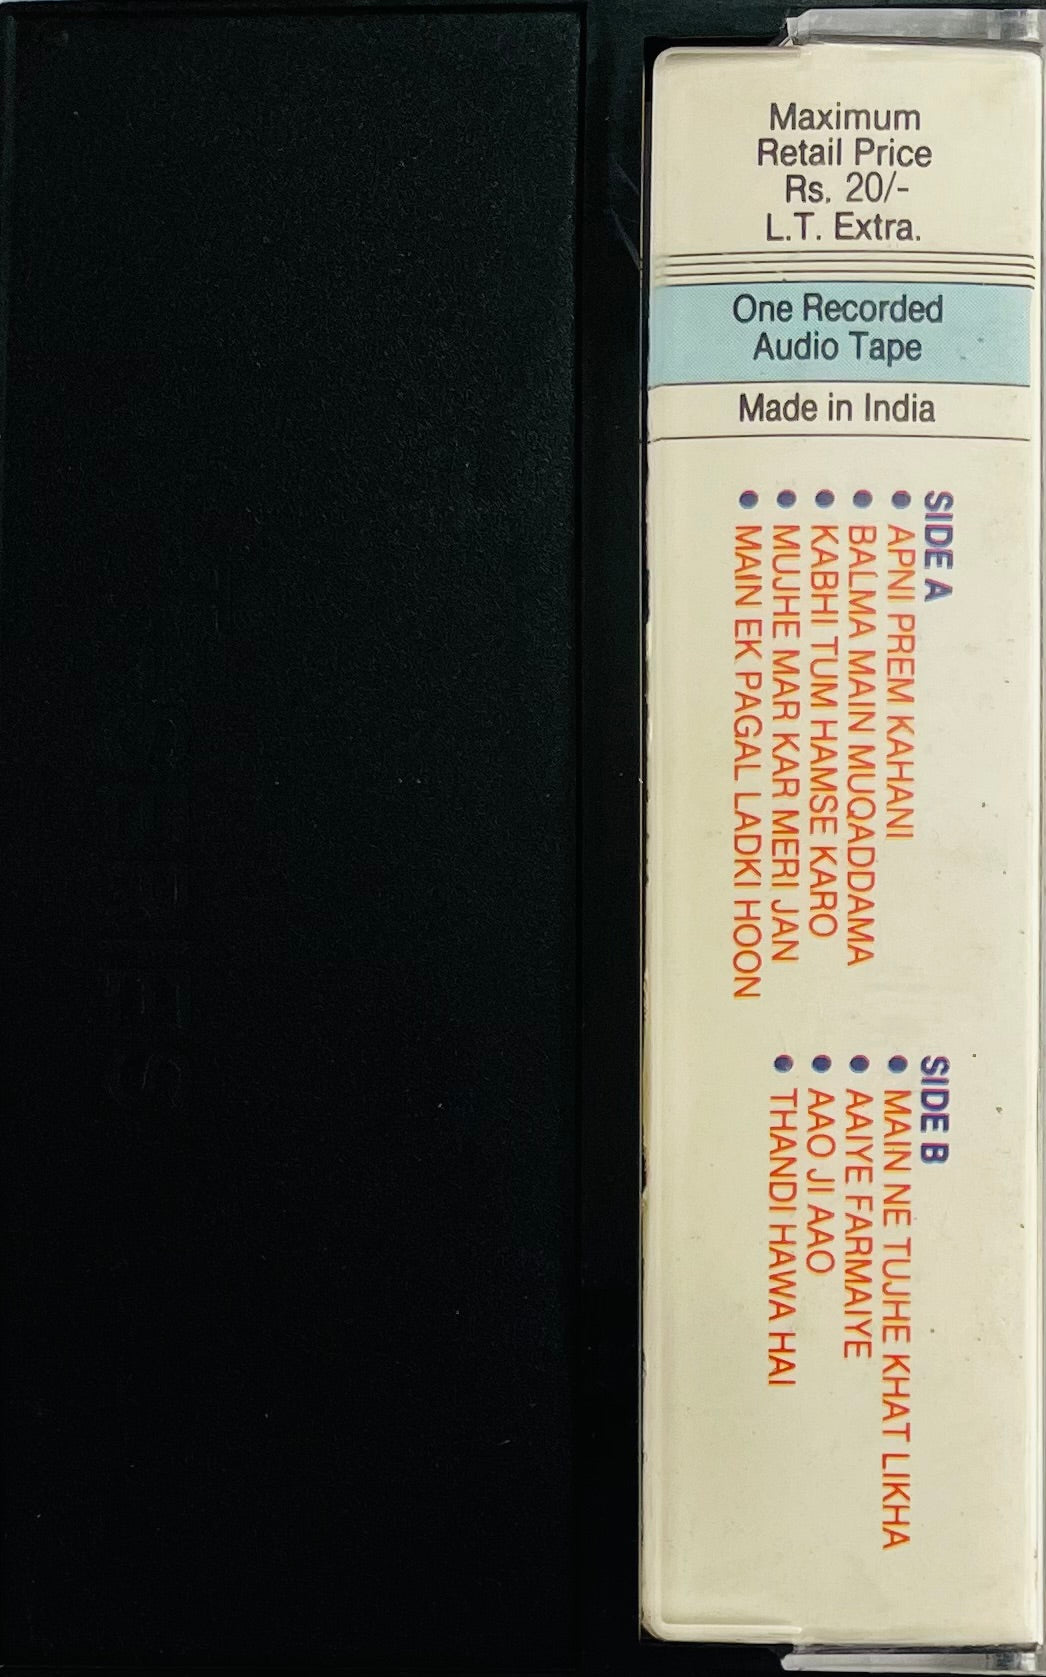 Maximum
Retail Price
Rs. 20/-
L.T. Extra.
One Recorded
Audio Tape
Made in India
SIDE A
• APNI PREM KAHANI
• BALMA MAIN MUQADDAMA
• KABHI TUM HAMSE KARO
• MUJHE MAR KAR MERI JAN
• MAIN EK PAGAL LADKI HOON
SIDE B
• MAIN NE TUJHE KHAT LIKHA
• AAIYE FARMAIYE
• AAO JI AAO
• THANDI HAWA HAI